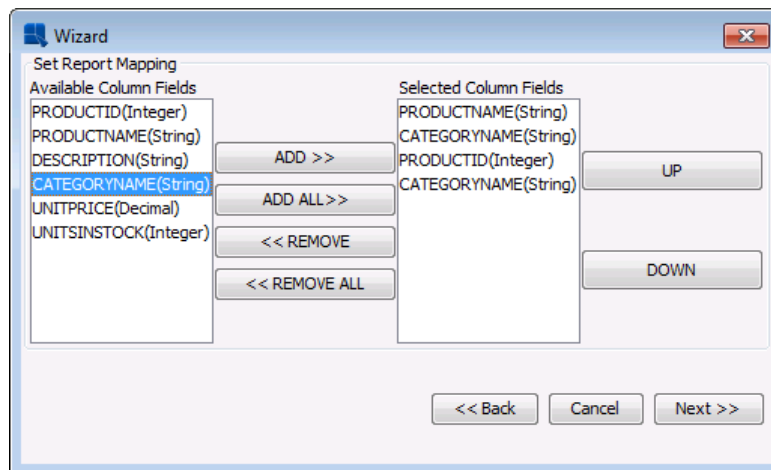 Wizard
Set Report Mapping
Available Column Fields
PRODUCTID(Integer)
PRODUCTNAME(String)
DESCRIPTION(String)
CATEGORYNAME(String)
UNITPRICE(Decimal)
UNITSINSTOCK(Integer)
ADD >>
ADD ALL>>
<< REMOVE
<< REMOVE ALL
Selected Column Fields
PRODUCTNAME(String)
CATEGORYNAME(String)
PRODUCTID(Integer)
CATEGORYNAME(String)
UP
DOWN
<< Back
Cancel
Next >>